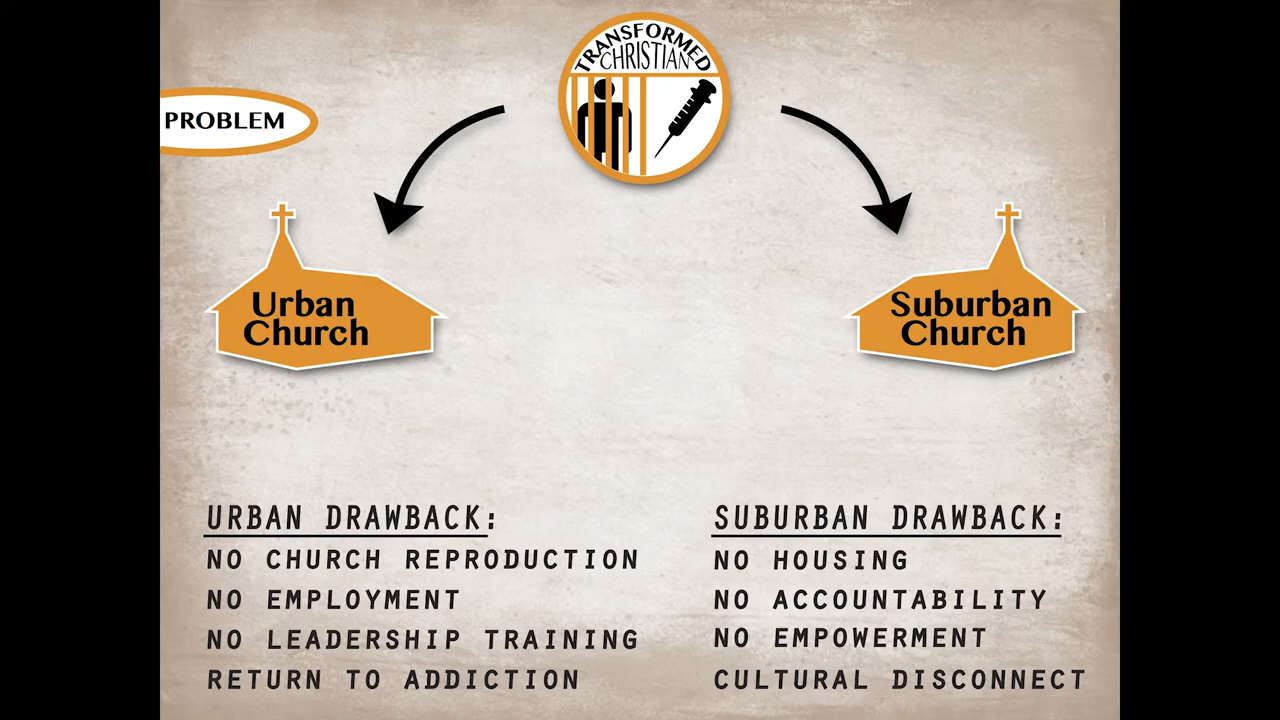 TRANSFORMED
CHRISTIAN
PROBLEM
Urban
Church
Suburban
Church
URBAN DRAWBACK:
NO CHURCH REPRODUCTION
NO EMPLOYMENT
NO LEADERSHIP TRAINING
RETURN TO ADDICTION
SUBURBAN DRAWBACK:
NO HOUSING
NO ACCOUNTABILITY
NO EMPOWERMENT
CULTURAL DISCONNECT